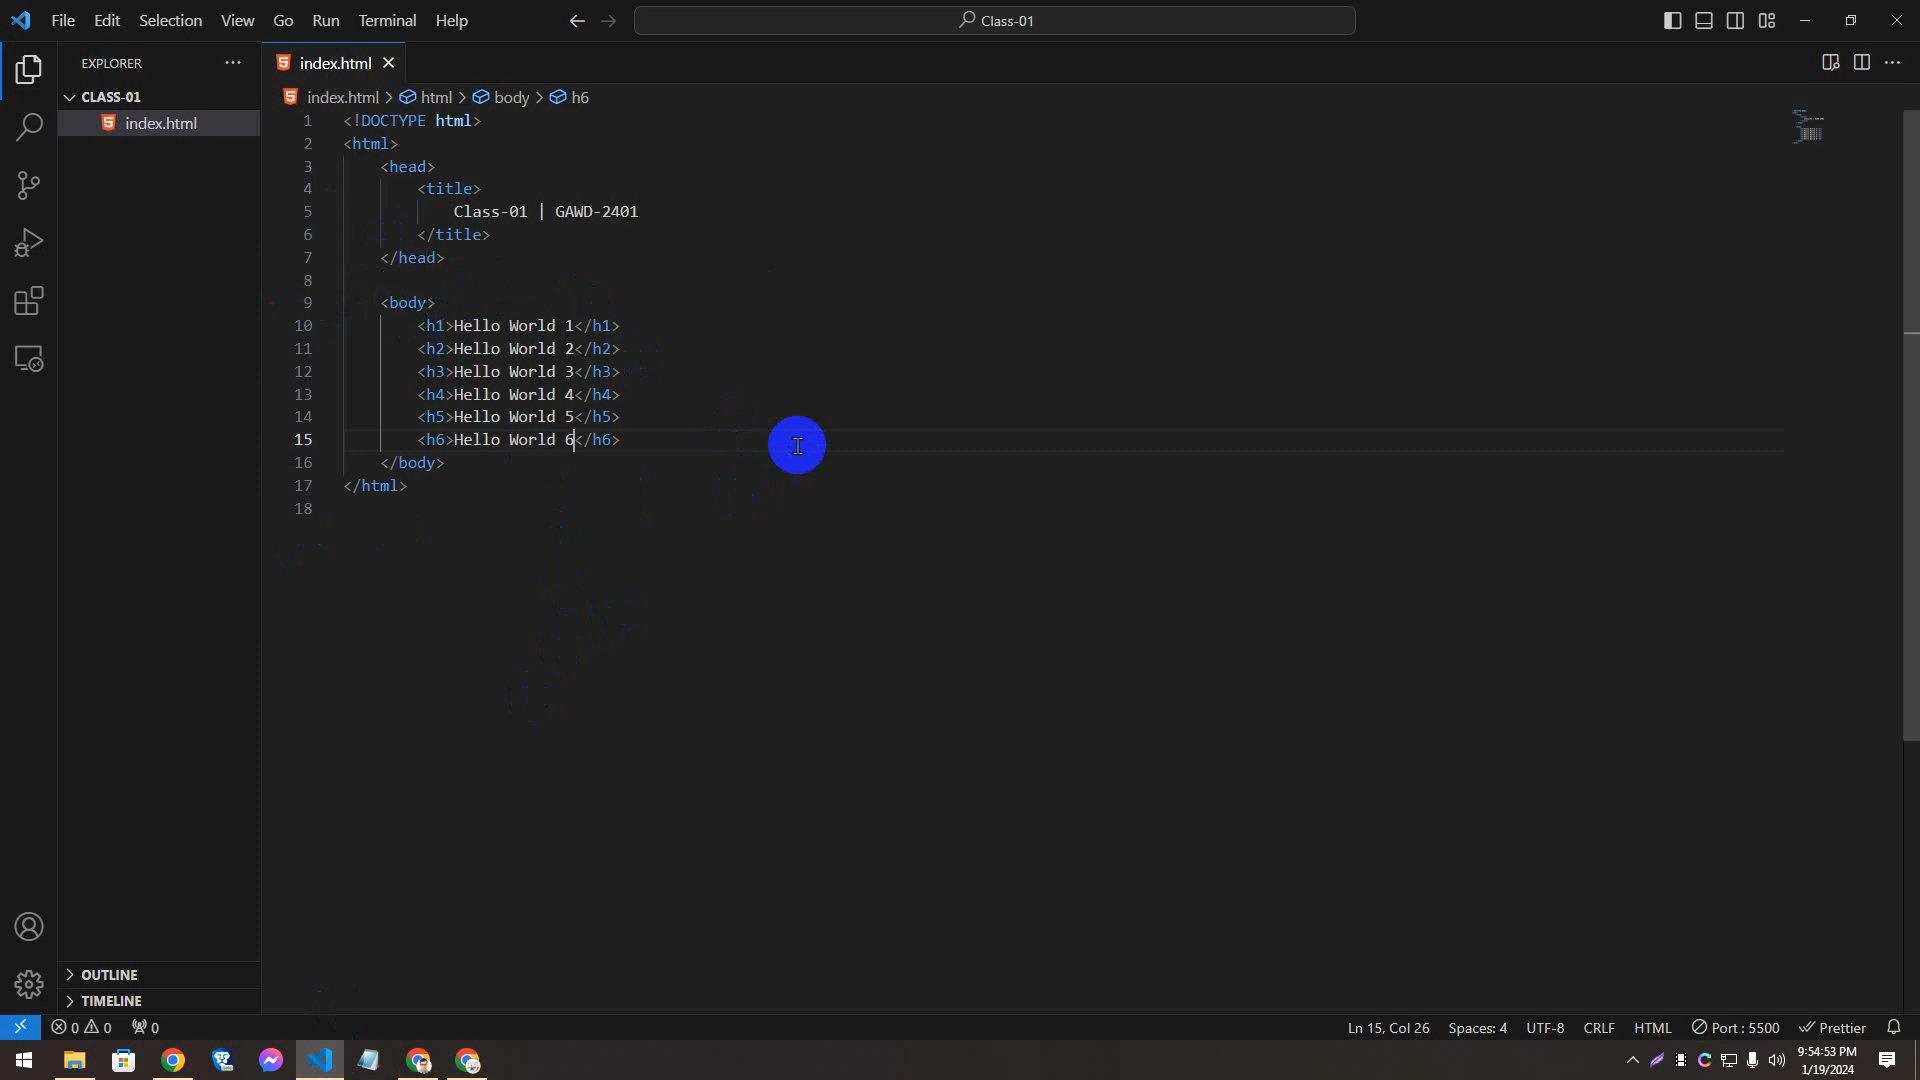 File Edit Selection View Go Run Terminal Help
Class-01
EXPLORER
index.html
CLASS-01
index.html
index.html > html > body > h6
1 <!DOCTYPE html>
2 <html>
3 <head>
4 <title>
5 Class-01 | GAWD-2401
6 </title>
7 </head>
8
9 <body>
10 <h1>Hello World 1</h1>
11 <h2>Hello World 2</h2>
12 <h3>Hello World 3</h3>
13 <h4>Hello World 4</h4>
14 <h5>Hello World 5</h5>
15 <h6>Hello World 6</h6>
16 </body>
17 </html>
18
OUTLINE
TIMELINE
0 0 0
Ln 15, Col 26 Spaces: 4 UTF-8 CRLF HTML Port : 5500 Prettier
9:54:53 PM
1/19/2024